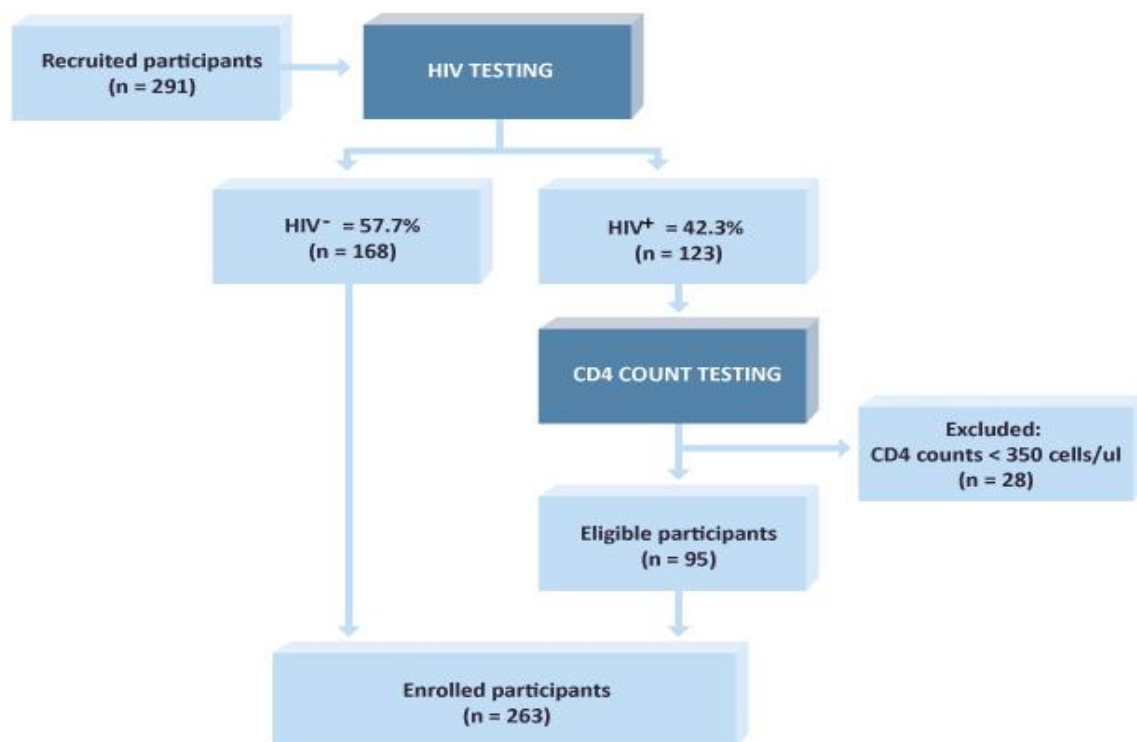 Recruited participants
(n = 291)
HIV TESTING
HIV⁻ = 57.7%
(n = 168)
HIV⁺ = 42.3%
(n = 123)
CD4 COUNT TESTING
Excluded:
CD4 counts < 350 cells/ul
(n = 28)
Eligible participants
(n = 95)
Enrolled participants
(n = 263)